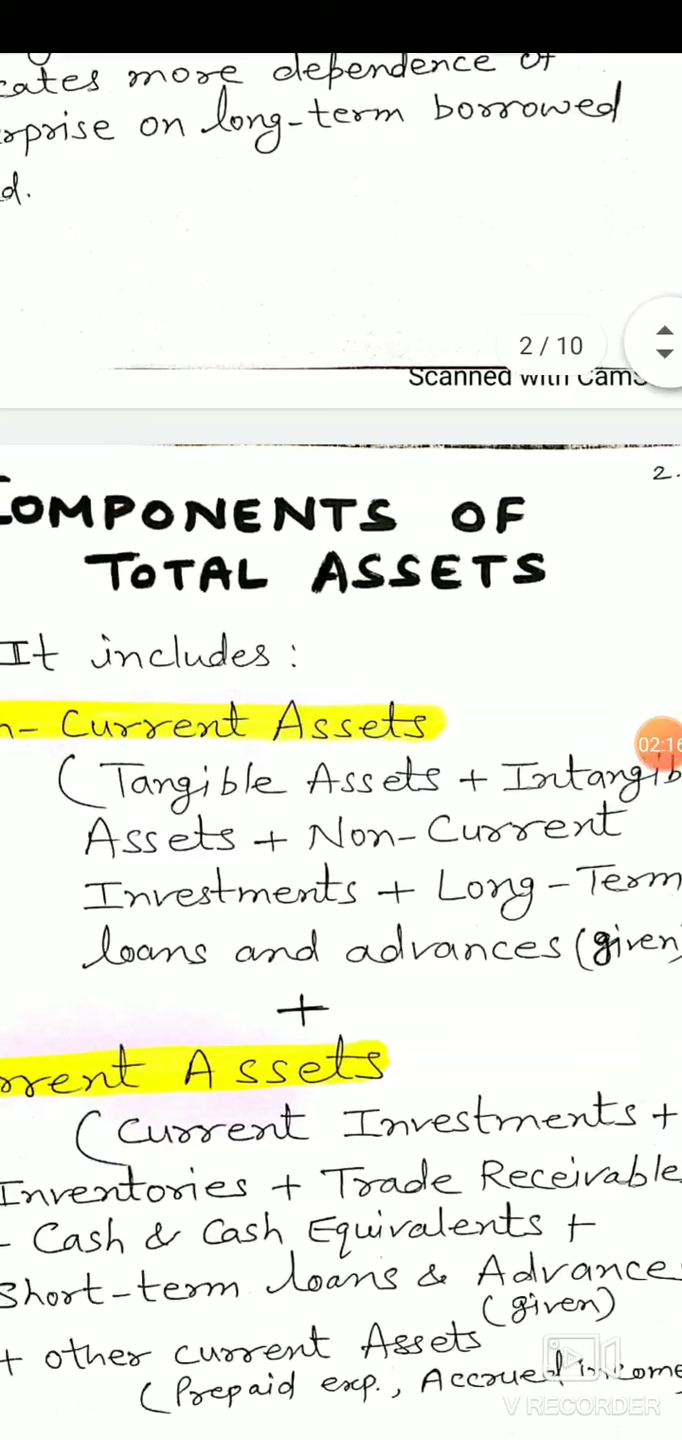 cates more dependence of
rprise on long-term borrowed
d.
2 / 10
Scanned with Cams
2.
COMPONENTS OF
TOTAL ASSETS
It includes :
n- Current Assets
( Tangible Assets + Intangib
Assets + Non-Current
Investments + Long-Term
loans and advances (given)
+
rrent Assets
( Current Investments +
Inventories + Trade Receivable
- Cash & Cash Equivalents +
Short-term loans & Advance
(given)
+ other current Assets
( Prepaid exp., Accrued income
02:16
V RECORDER